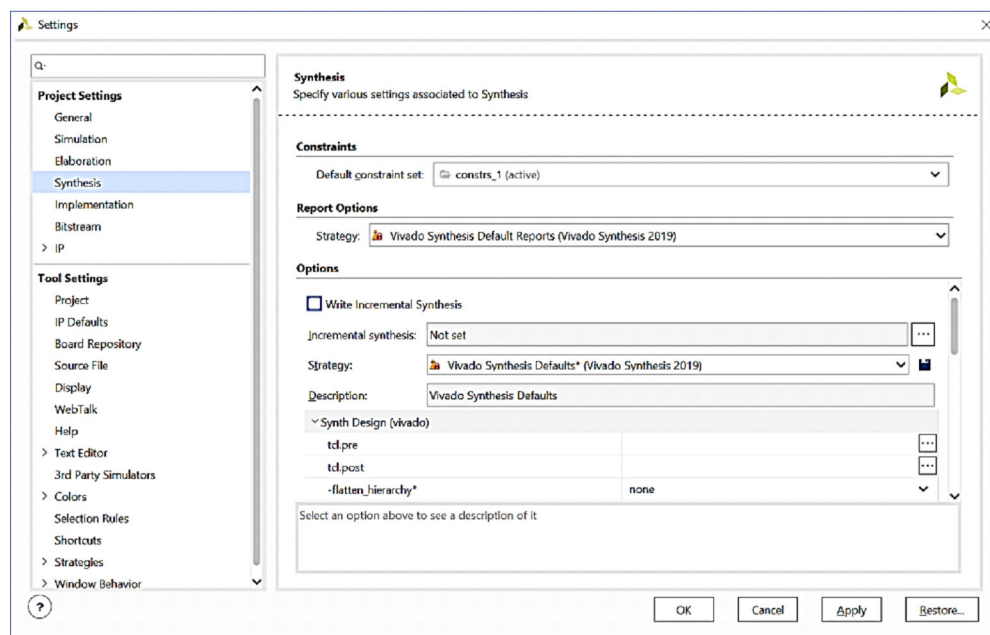 Settings
Project Settings
General
Simulation
Elaboration
Synthesis
Implementation
Bitstream
IP
Tool Settings
Project
IP Defaults
Board Repository
Source File
Display
WebTalk
Help
Text Editor
3rd Party Simulators
Colors
Selection Rules
Shortcuts
Strategies
Window Behavior
Synthesis
Specify various settings associated to Synthesis
Constraints
Default constraint set: constrs_1 (active)
Report Options
Strategy: Vivado Synthesis Default Reports (Vivado Synthesis 2019)
Options
Write Incremental Synthesis
Incremental synthesis: Not set
Strategy: Vivado Synthesis Defaults* (Vivado Synthesis 2019)
Description: Vivado Synthesis Defaults
Synth Design (vivado)
tcl.pre
tcl.post
-flatten_hierarchy* none
Select an option above to see a description of it
? OK Cancel Apply Restore...